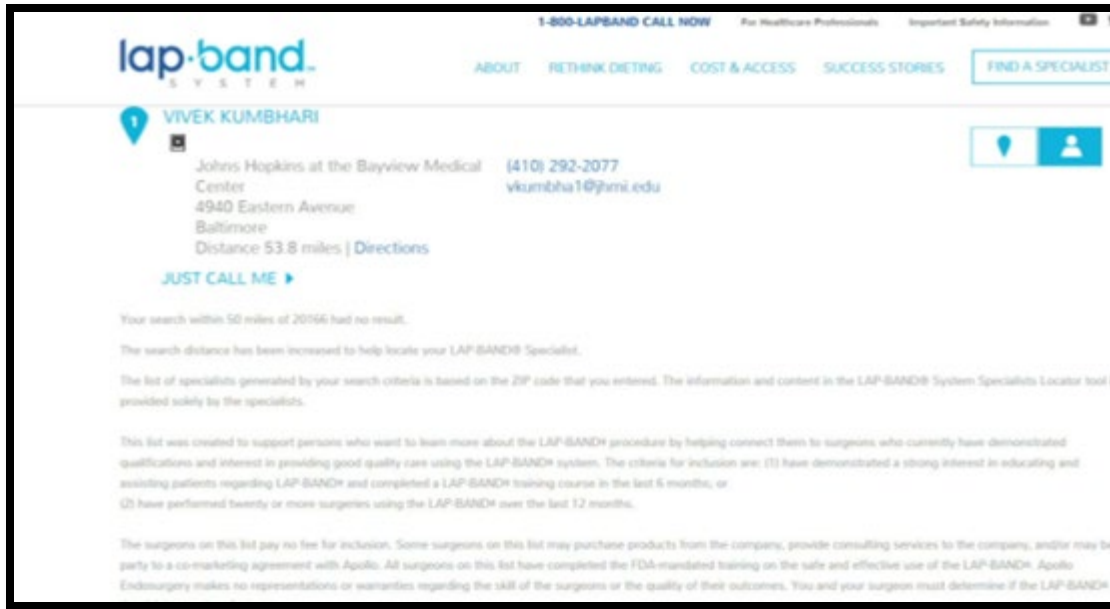 1-800-LAPBAND CALL NOW For Healthcare Professionals Important Safety Information
lap·band™
SYSTEM
ABOUT RETHINK DIETING COST & ACCESS SUCCESS STORIES FIND A SPECIALIST
1 VIVEK KUMBHARI
Johns Hopkins at the Bayview Medical (410) 292-2077
Center vkumbha1@jhmi.edu
4940 Eastern Avenue
Baltimore
Distance 53.8 miles | Directions
JUST CALL ME
Your search within 50 miles of 20166 had no result.
The search distance has been increased to help locate your LAP-BAND® Specialist.
The list of specialists generated by your search criteria is based on the ZIP code that you entered. The information and content in the LAP-BAND® System Specialists Locator tool
provided solely by the specialists.
This list was created to support persons who want to learn more about the LAP-BAND® procedure by helping connect them to surgeons who currently have demonstrated
qualifications and interest in providing good quality care using the LAP-BAND® system. The criteria for inclusion are: (1) have demonstrated a strong interest in educating and
assisting patients regarding LAP-BAND® and completed a LAP-BAND® training course in the last 6 months; or
(2) have performed twenty or more surgeries using the LAP-BAND® over the last 12 months.
The surgeons on this list pay no fee for inclusion. Some surgeons on this list may purchase products from the company, provide consulting services to the company, and/or may be
party to a co-marketing agreement with Apollo. All surgeons on this list have completed the FDA-mandated training on the safe and effective use of the LAP-BAND®. Apollo
Endosurgery makes no representations or warranties regarding the skill of the surgeons or the quality of their outcomes. You and your surgeon must determine if the LAP-BAND®